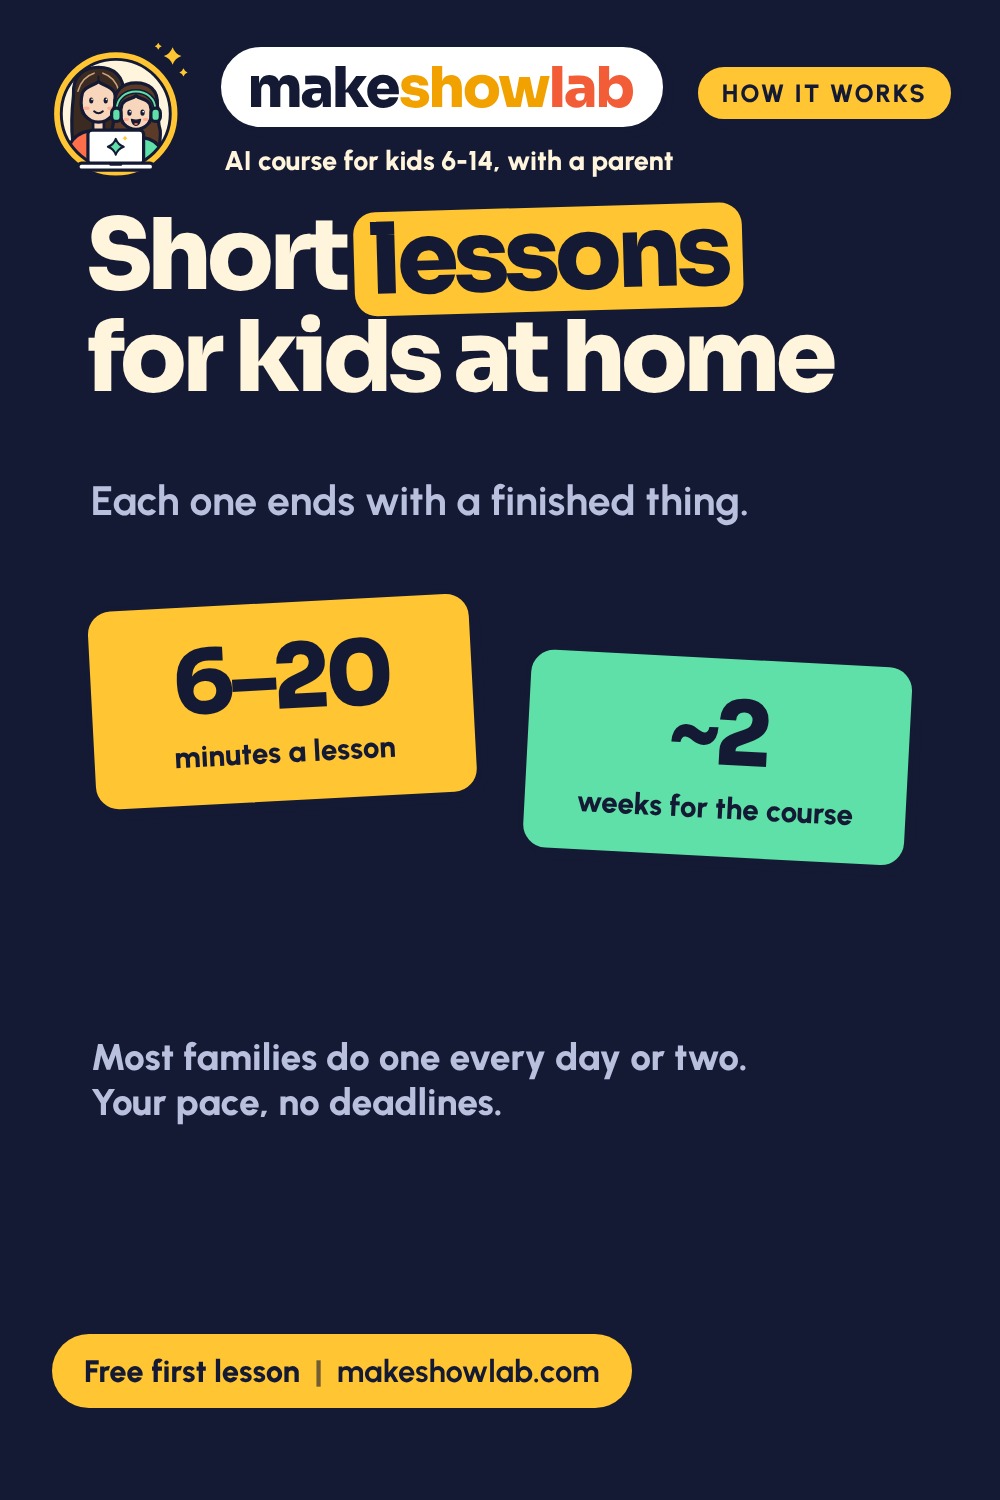 makeshowlab
HOW IT WORKS
AI course for kids 6-14, with a parent
Short lessons
for kids at home
Each one ends with a finished thing.
6–20
minutes a lesson
~2
weeks for the course
Most families do one every day or two.
Your pace, no deadlines.
Free first lesson | makeshowlab.com